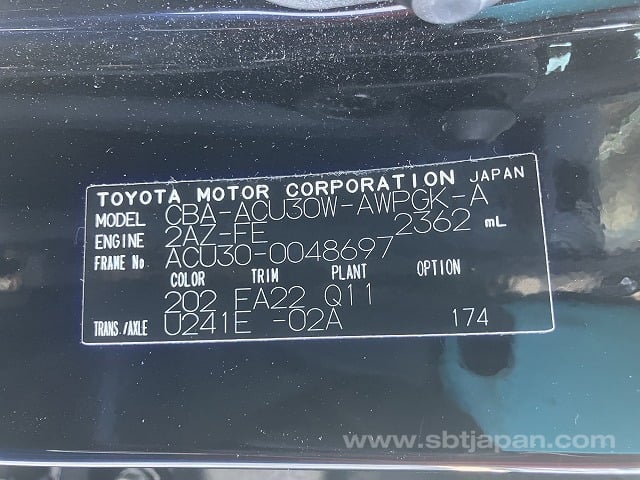 TOYOTA MOTOR CORPORATION JAPAN
MODEL CBA-ACU30W-AWPGK-A
ENGINE 2AZ-FE 2362 mL
FRAME No ACU30-0048697
COLOR TRIM PLANT OPTION
202 FA22 Q11
TRANS./AXLE U241E -02A 174
www.sbtjapan.com